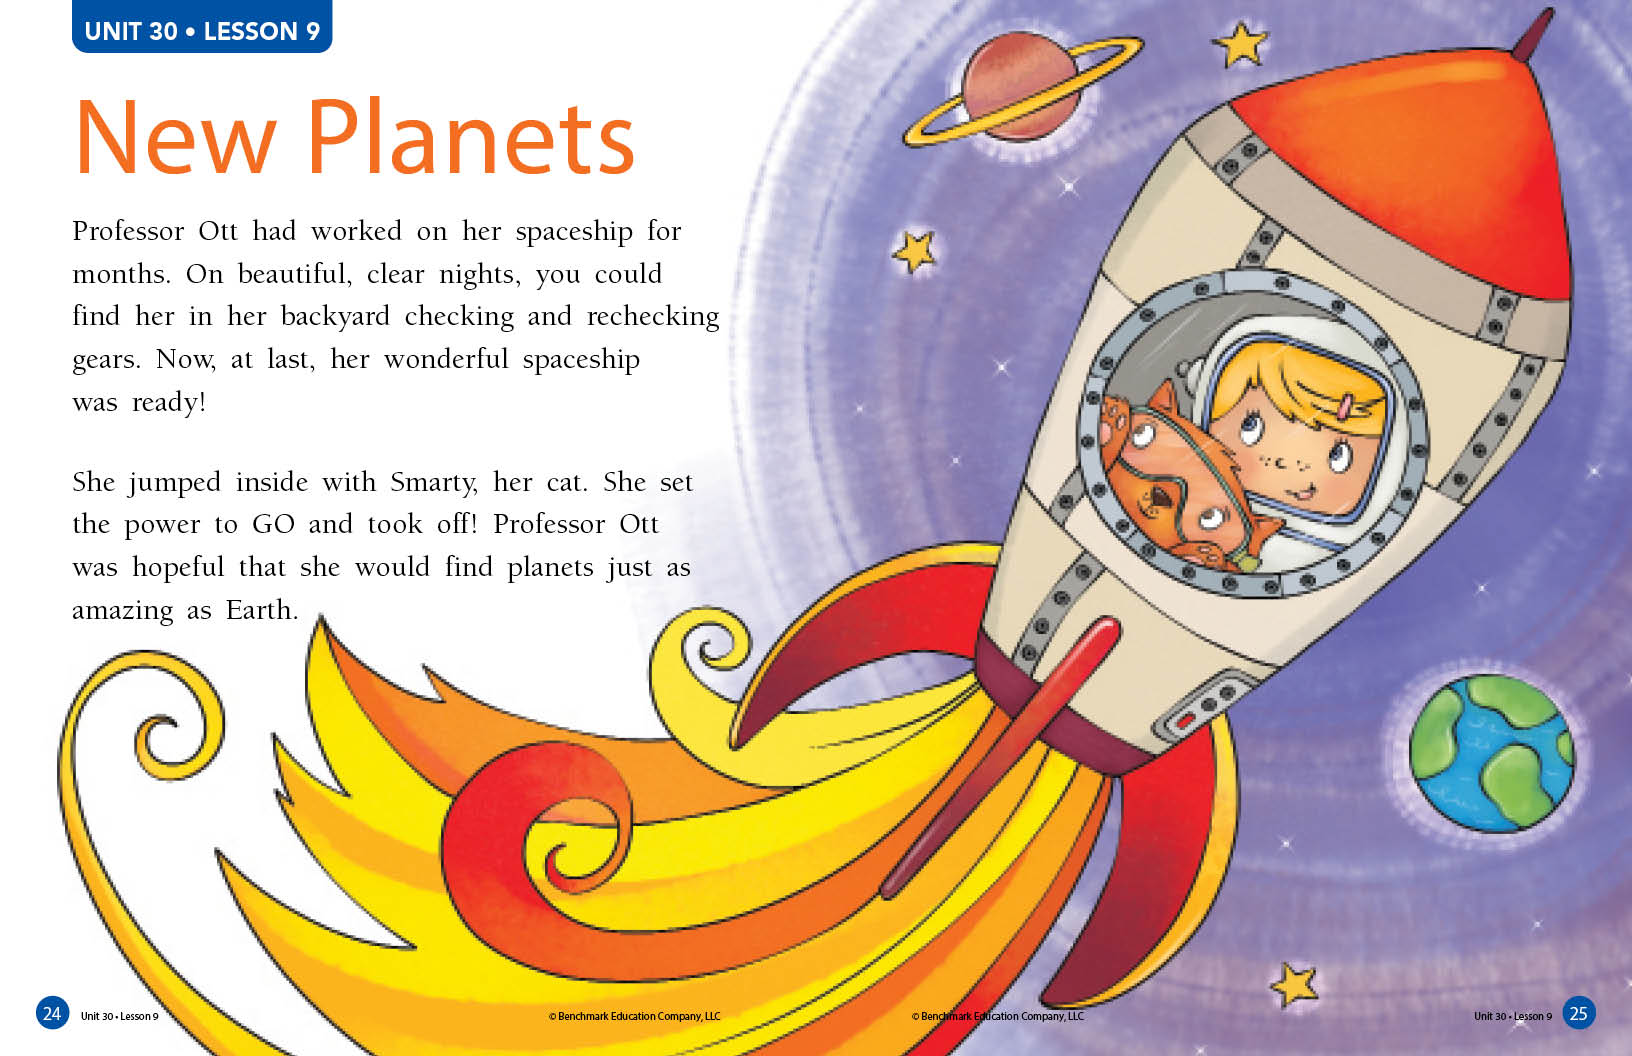 UNIT 30 • LESSON 9
New Planets
Professor Ott had worked on her spaceship for
months. On beautiful, clear nights, you could
find her in her backyard checking and rechecking
gears. Now, at last, her wonderful spaceship
was ready!
She jumped inside with Smarty, her cat. She set
the power to GO and took off! Professor Ott
was hopeful that she would find planets just as
amazing as Earth.
24 Unit 30 • Lesson 9
© Benchmark Education Company, LLC
© Benchmark Education Company, LLC
Unit 30 • Lesson 9 25